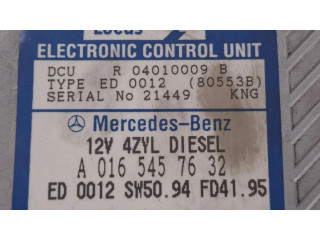 Lucas
ELECTRONIC CONTROL UNIT
DCU R 04010009 B
TYPE ED 0012 (80553B)
SERIAL No 21449 KNG
Mercedes-Benz
12V 4ZYL DIESEL
A 016 545 76 32
ED 0012 SW50.94 FD41.95